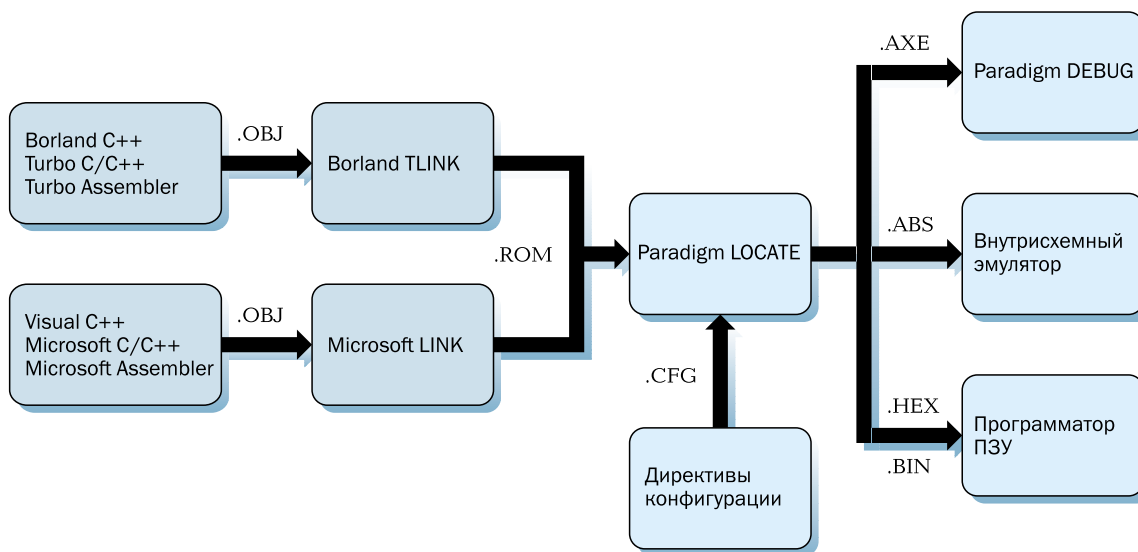 Borland C++
Turbo C/C++
Turbo Assembler
.OBJ
Borland TLINK
Visual C++
Microsoft C/C++
Microsoft Assembler
.OBJ
Microsoft LINK
.ROM
Paradigm LOCATE
.CFG
Директивы
конфигурации
.AXE
Paradigm DEBUG
.ABS
Внутрисхемный
эмулятор
.HEX
.BIN
Программатор
ПЗУ